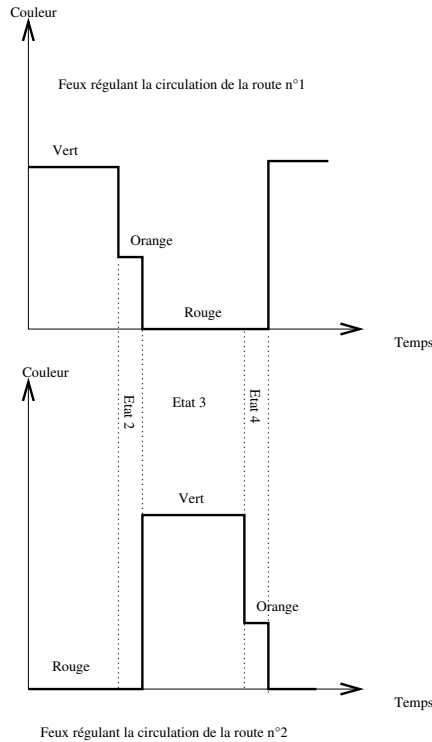 Couleur
Feux régulant la circulation de la route n°1
Vert
Orange
Rouge
Temps
Couleur
Etat 2
Etat 3
Etat 4
Vert
Orange
Rouge
Temps
Feux régulant la circulation de la route n°2